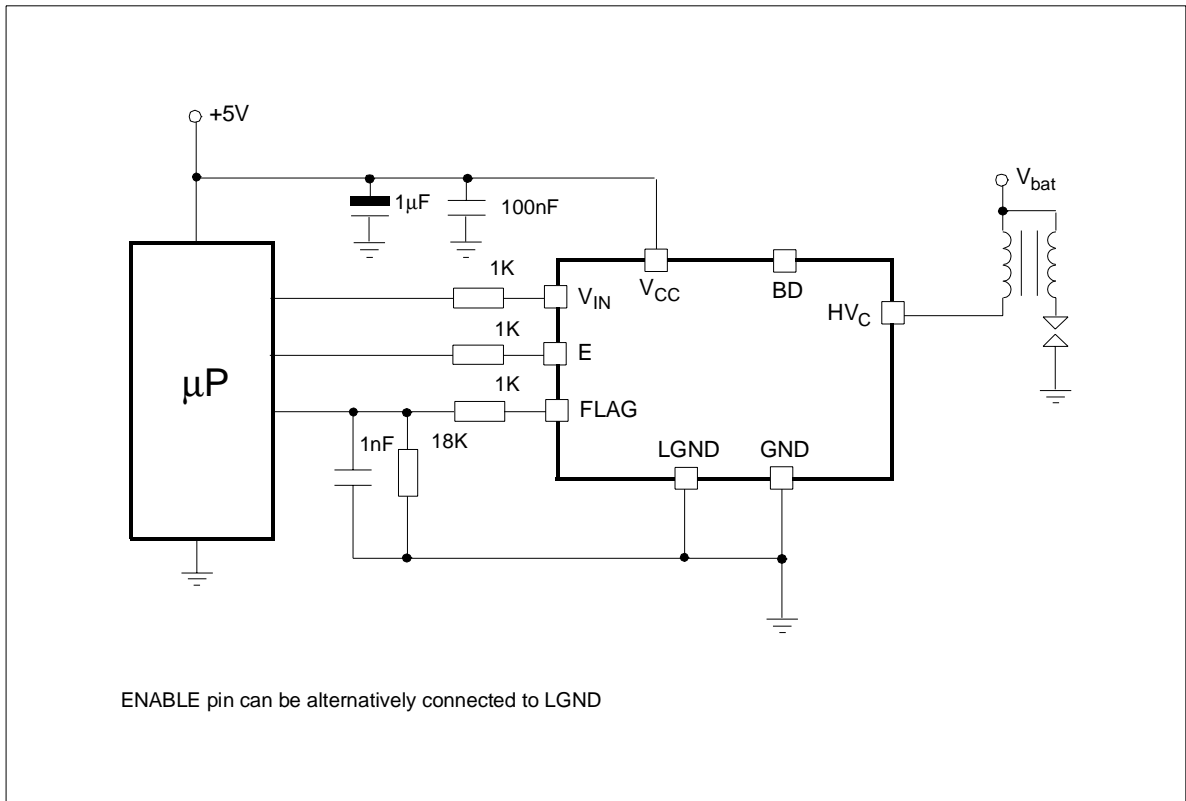 +5V
V_bat
1μF
100nF
1K
V_IN
V_CC
BD
HV_C
1K
E
μP
1K
FLAG
1nF
18K
LGND
GND
ENABLE pin can be alternatively connected to LGND